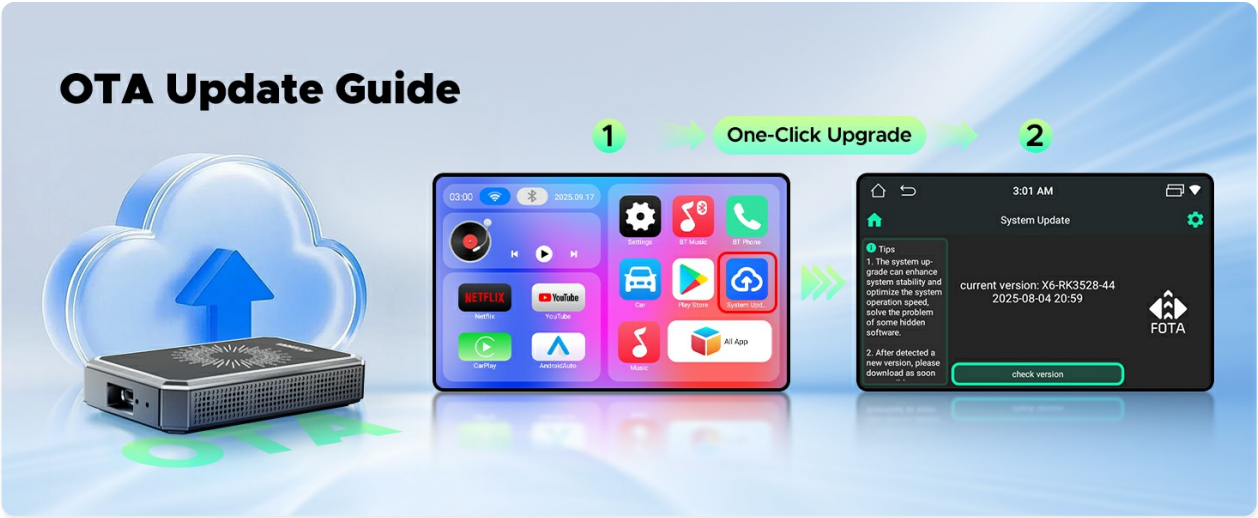 OTA Update Guide
1
One-Click Upgrade
2
03:00
2025.09.17
Settings
BT Music
BT Phone
NETFLIX
YouTube
Netflix
YouTube
Car
Play Store
System Upd..
CarPlay
AndroidAuto
Music
All App
3:01 AM
System Update
Tips
1. The system up-
grade can enhance
system stability and
optimize the system
operation speed,
solve the problem
of some hidden
software.
2. After detected a
new version, please
download as soon
current version: X6-RK3528-44
2025-08-04 20:59
FOTA
check version
OTA